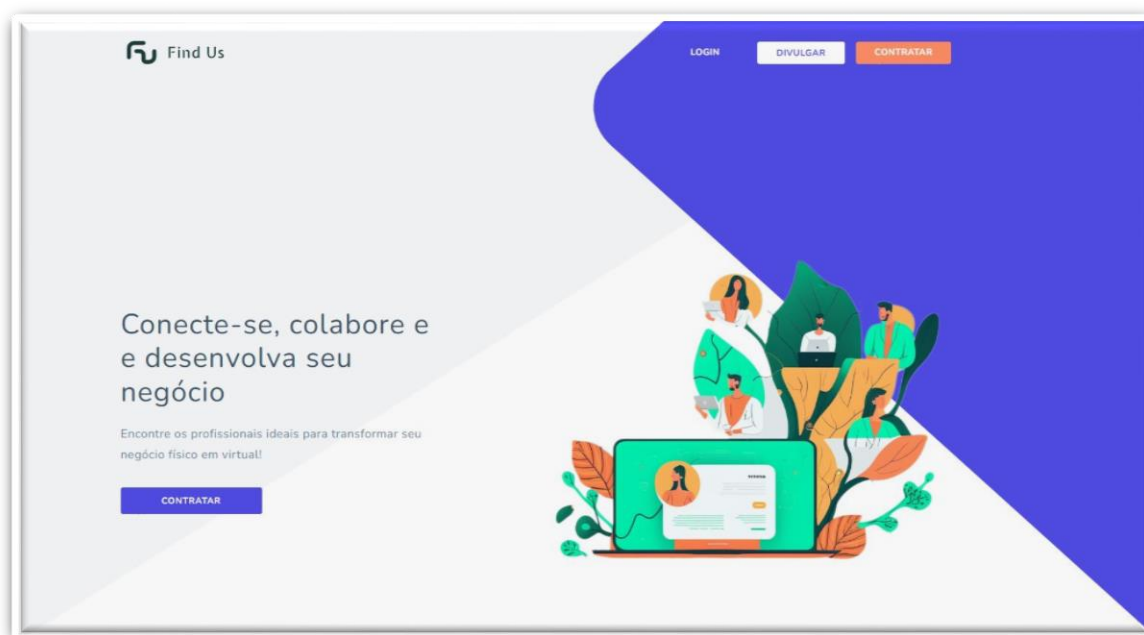 Find Us
LOGIN
DIVULGAR
CONTRATAR
Conecte-se, colabore e
e desenvolva seu
negócio
Encontre os profissionais ideais para transformar seu
negócio físico em virtual!
CONTRATAR